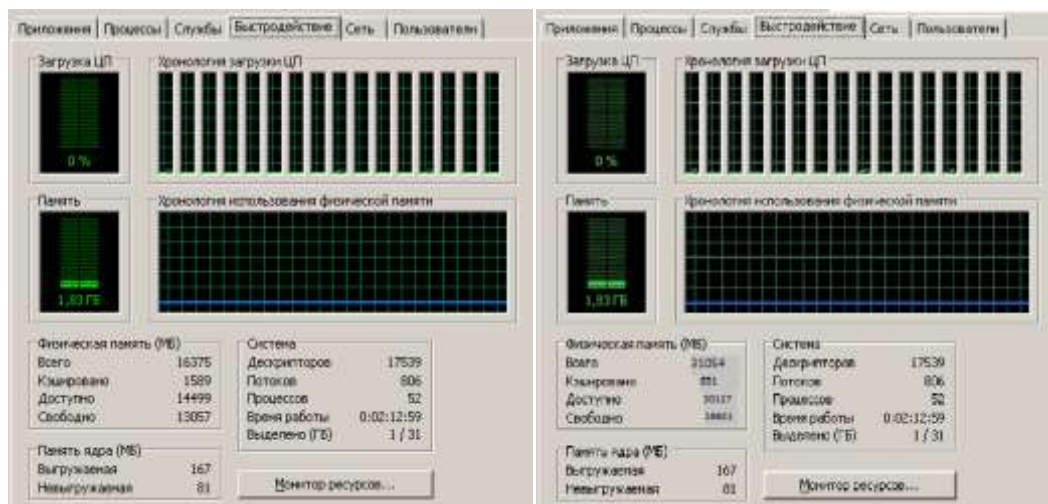 Приложения Процессы Службы Быстродействие Сеть Пользователи
Загрузка ЦП
Хронология загрузки ЦП
0 %
Память
Хронология использования физической памяти
1,83 ГБ
Физическая память (МБ)
Всего 16375
Кэшировано 1589
Доступно 14499
Свободно 13057
Система
Дескрипторов 17539
Потоков 806
Процессов 52
Время работы 0:02:12:59
Выделено (ГБ) 1 / 31
Память ядра (МБ)
Выгружаемая 167
Невыгружаемая 81
Монитор ресурсов...
Приложения Процессы Службы Быстродействие Сеть Пользователи
Загрузка ЦП
Хронология загрузки ЦП
0 %
Память
Хронология использования физической памяти
1,83 ГБ
Физическая память (МБ)
Всего
Кэшировано
Доступно
Свободно
Система
Дескрипторов 17539
Потоков 806
Процессов 52
Время работы 0:02:12:59
Выделено (ГБ) 1 / 31
Память ядра (МБ)
Выгружаемая 167
Невыгружаемая 81
Монитор ресурсов...